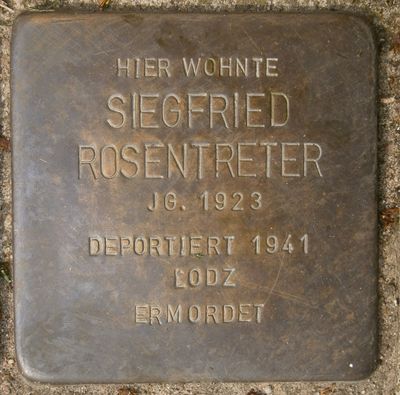 HIER WOHNTE
SIEGFRIED
ROSENTRETER
JG. 1923
DEPORTIERT 1941
LODZ
ERMORDET